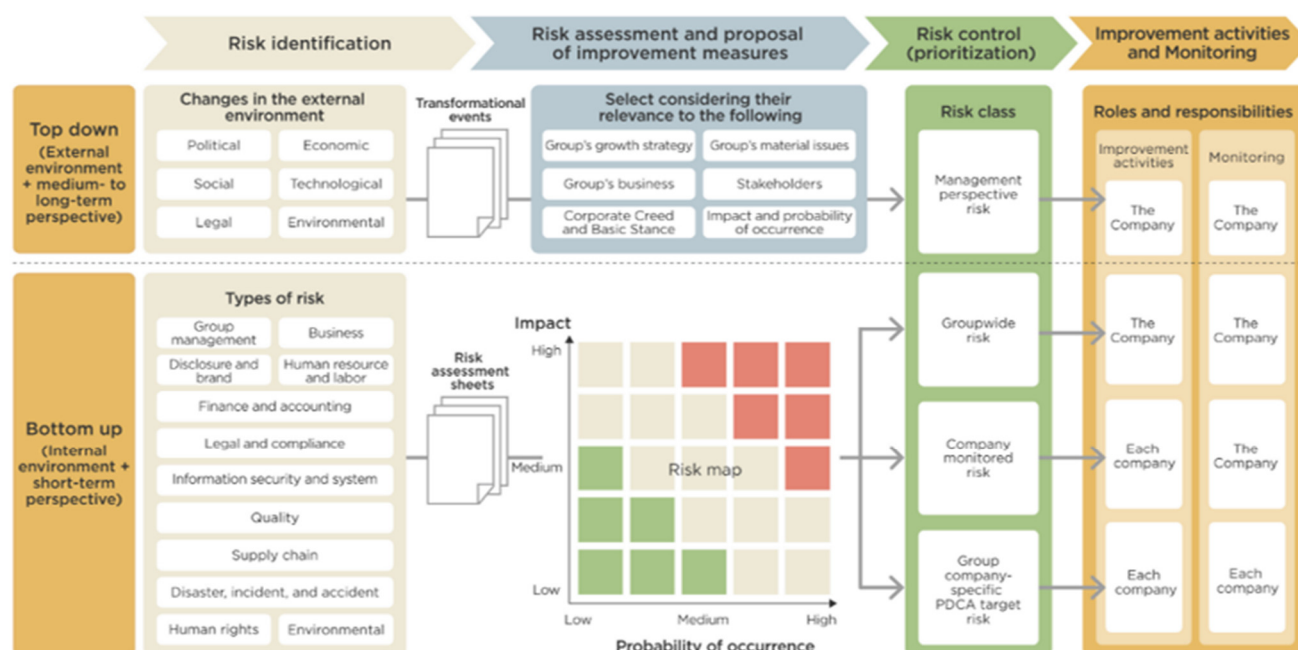 Risk identification
Risk assessment and proposal
of improvement measures
Risk control
(prioritization)
Improvement activities
and Monitoring
Top down
(External
environment
+ medium- to
long-term
perspective)
Changes in the external
environment
Political
Economic
Social
Technological
Legal
Environmental
Transformational
events
Select considering their
relevance to the following
Group's growth strategy
Group's material issues
Group's business
Stakeholders
Corporate Creed
and Basic Stance
Impact and probability
of occurrence
Risk class
Management
perspective
risk
Roles and responsibilities
Improvement
activities
Monitoring
The
Company
The
Company
Bottom up
(Internal
environment +
short-term
perspective)
Types of risk
Group
management
Business
Disclosure and
brand
Human resource
and labor
Finance and accounting
Legal and compliance
Information security and system
Quality
Supply chain
Disaster, incident, and accident
Human rights
Environmental
Risk
assessment
sheets
Impact
High
Medium
Low
Risk map
Low
Medium
High
Probability of occurrence
Groupwide
risk
The
Company
The
Company
Company
monitored
risk
Each
company
The
Company
Group
company-
specific
PDCA target
risk
Each
company
Each
company